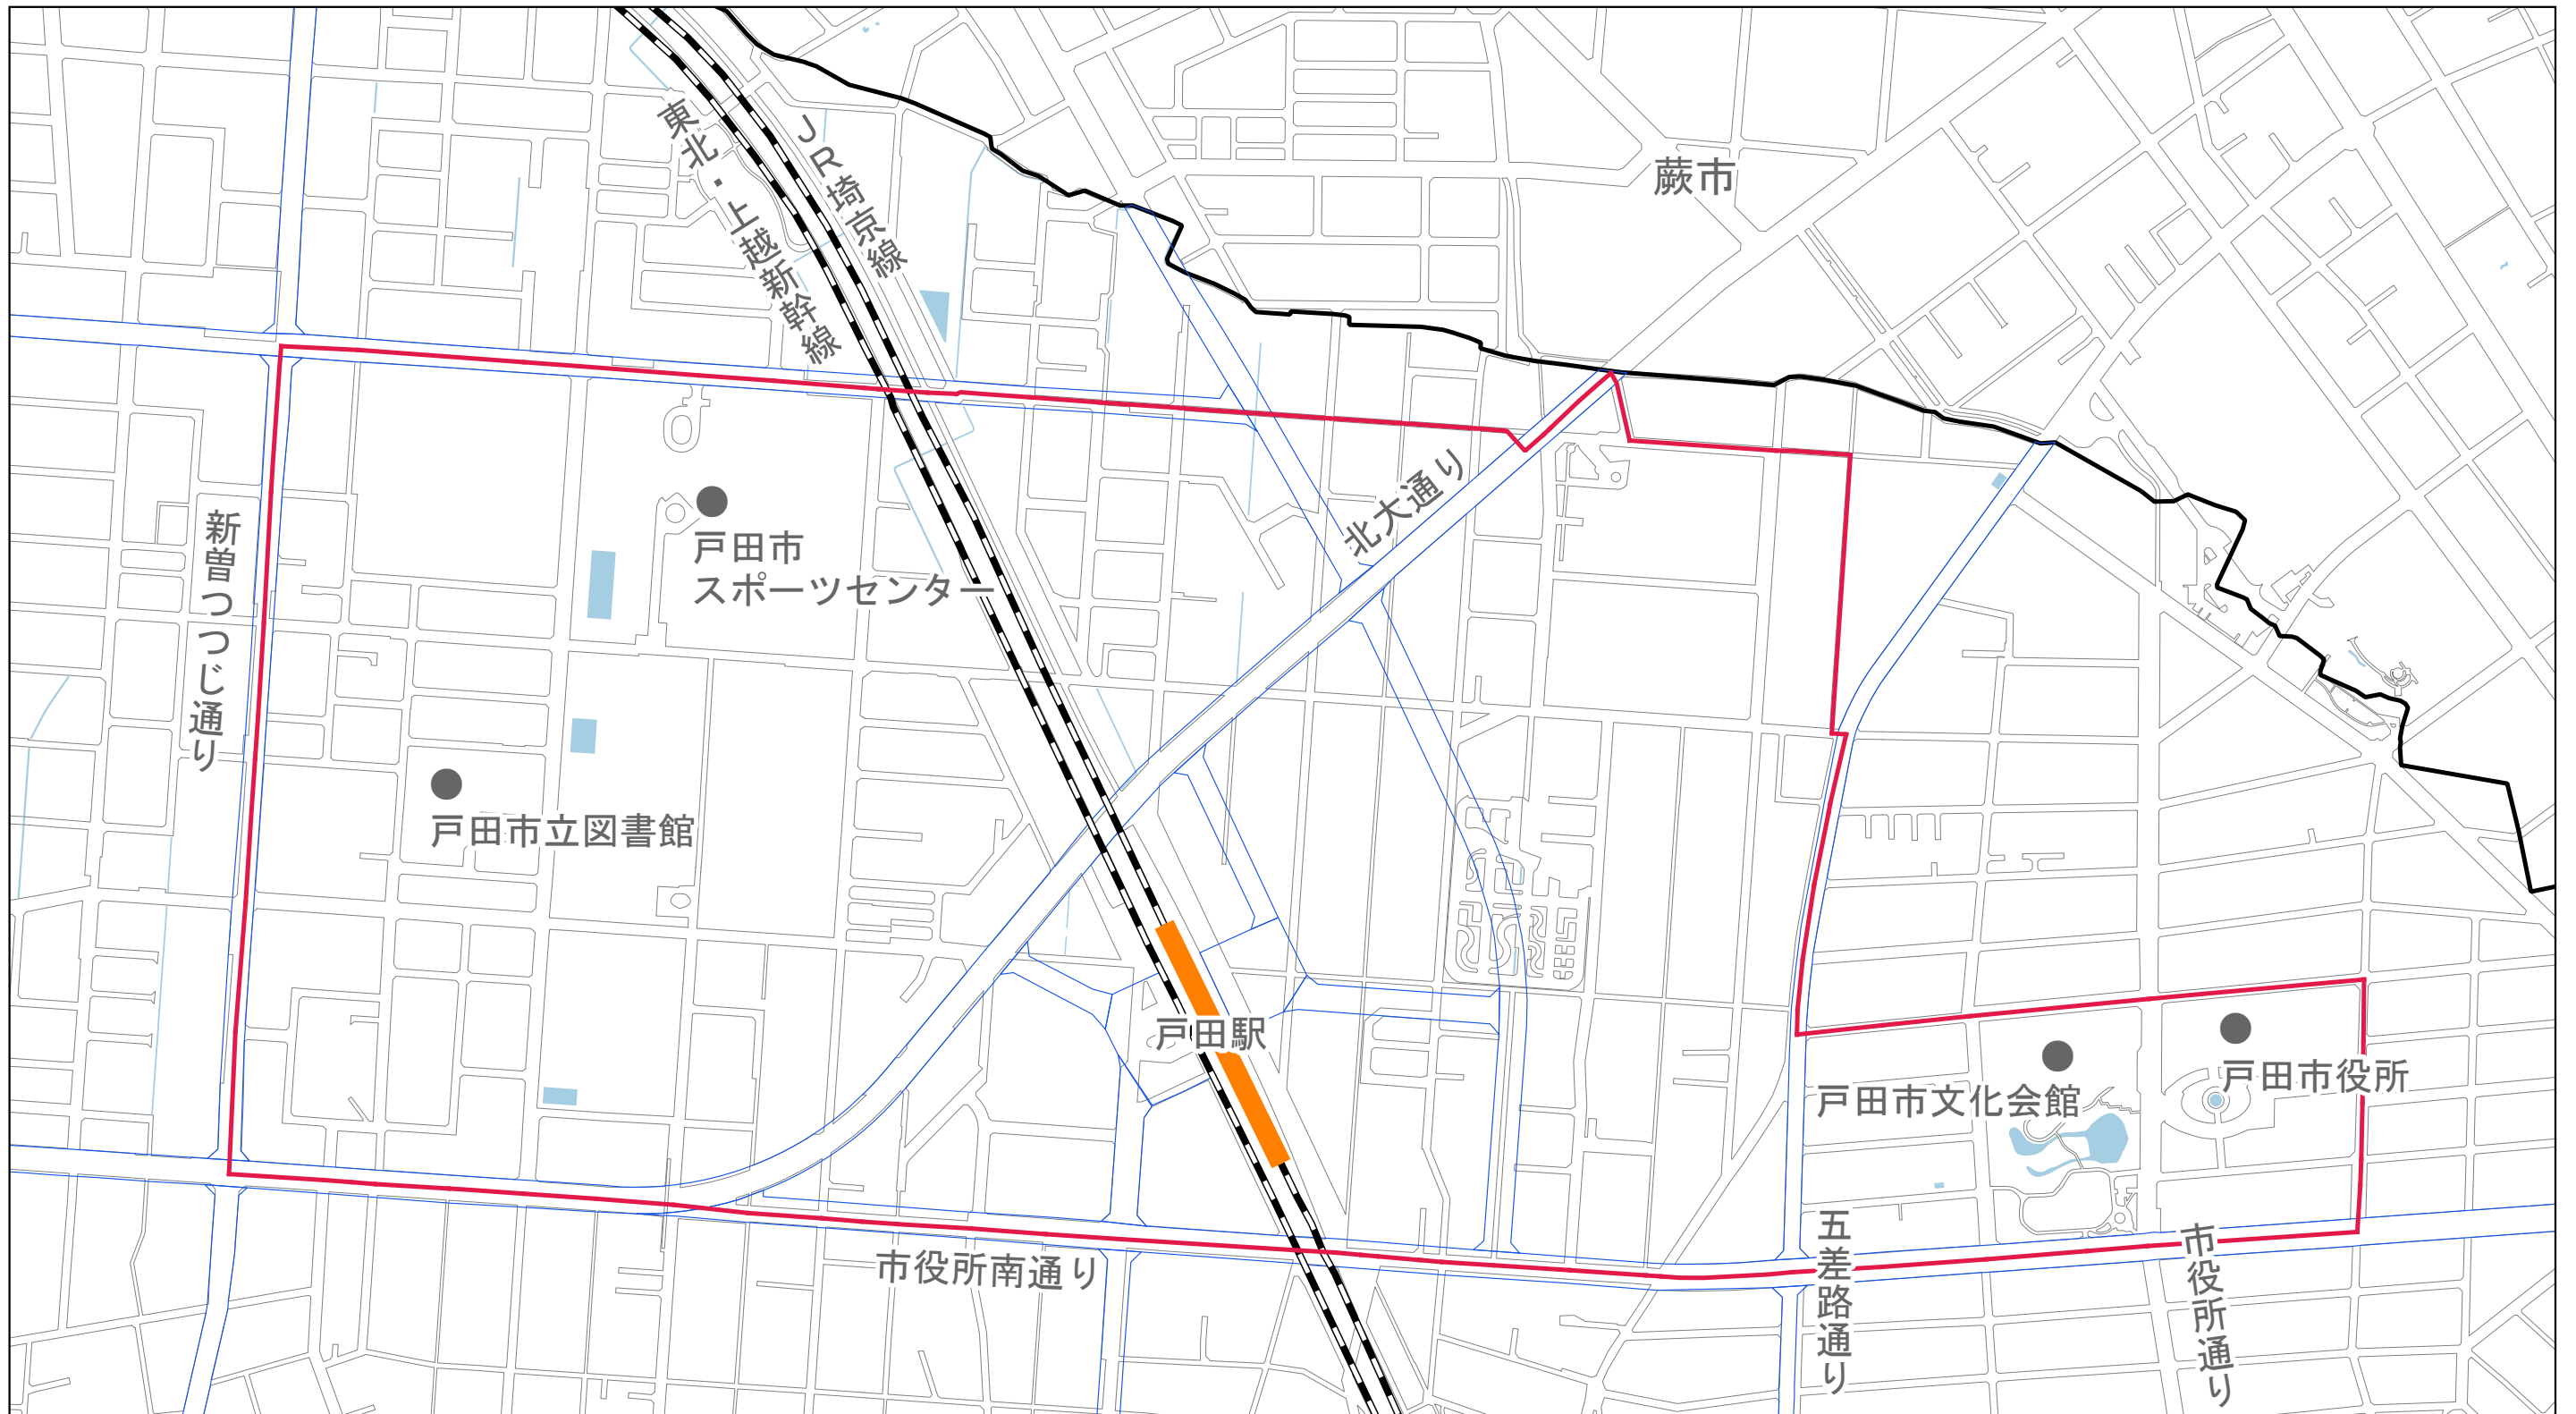 東北・上越新幹線
JR埼京線
蕨市
北大通り
戸田市
スポーツセンター
新曽つつじ通り
戸田市立図書館
戸田駅
戸田市役所
戸田市文化会館
市役所南通り
五差路通り
市役所通り